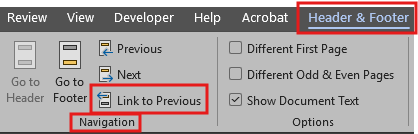 Review View Developer Help Acrobat Header & Footer
Go to Header
Go to Footer
Previous
Next
Link to Previous
Navigation
Different First Page
Different Odd & Even Pages
Show Document Text
Options